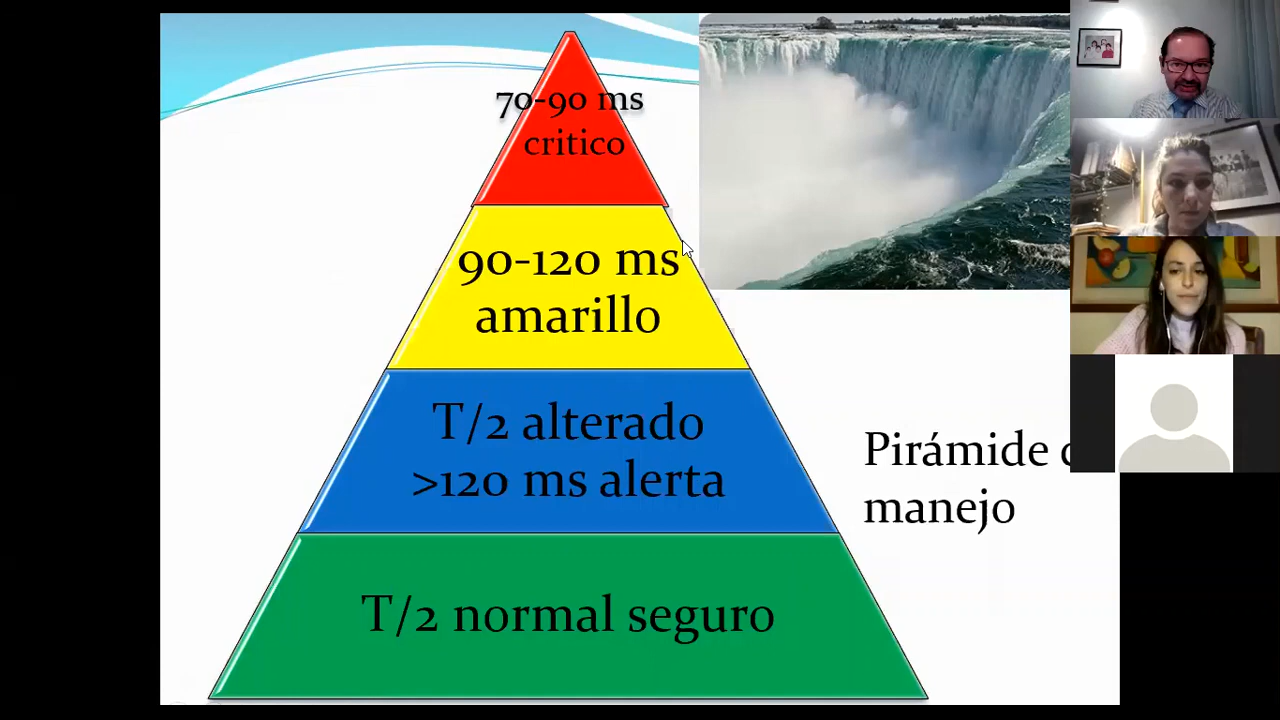 70-90 ms
critico
90-120 ms
amarillo
T/2 alterado
>120 ms alerta
T/2 normal seguro
Pirámide
manejo